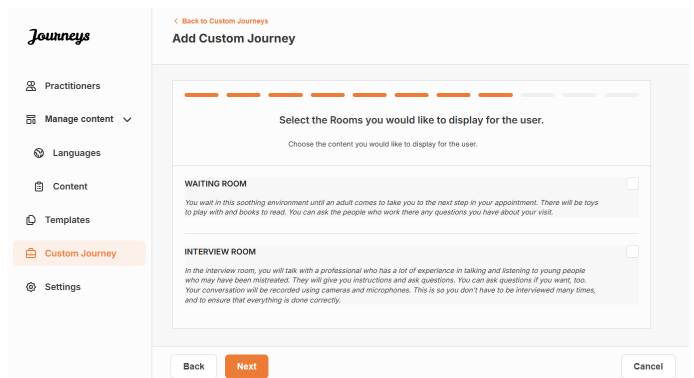 Journeys
Practitioners
Manage content
Languages
Content
Templates
Custom Journey
Settings
Back to Custom Journeys
Add Custom Journey
Select the Rooms you would like to display for the user.
Choose the content you would like to display for the user.
WAITING ROOM
You wait in this soothing environment until an adult comes to take you to the next step in your appointment. There will be toys
to play with and books to read. You can ask the people who work there any questions you have about your visit.
INTERVIEW ROOM
In the interview room, you will talk with a professional who has a lot of experience in talking and listening to young people
who may have been mistreated. They will give you instructions and ask questions. You can ask questions if you want, too.
Your conversation will be recorded using cameras and microphones. This is so you don't have to be interviewed many times,
and to ensure that everything is done correctly.
Back
Next
Cancel